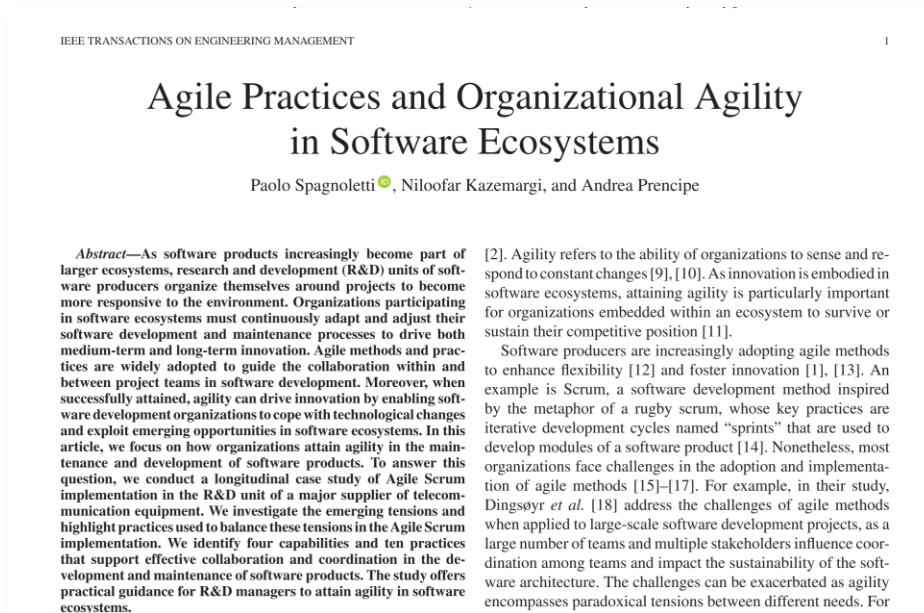 IEEE TRANSACTIONS ON ENGINEERING MANAGEMENT
1
Agile Practices and Organizational Agility
in Software Ecosystems
Paolo Spagnoletti, Niloofar Kazemargi, and Andrea Prencipe
Abstract—As software products increasingly become part of
larger ecosystems, research and development (R&D) units of soft-
ware producers organize themselves around projects to become
more responsive to the environment. Organizations participating
in software ecosystems must continuously adapt and adjust their
software development and maintenance processes to drive both
medium-term and long-term innovation. Agile methods and prac-
tices are widely adopted to guide the collaboration within and
between project teams in software development. Moreover, when
successfully attained, agility can drive innovation by enabling soft-
ware development organizations to cope with technological changes
and exploit emerging opportunities in software ecosystems. In this
article, we focus on how organizations attain agility in the main-
tenance and development of software products. To answer this
question, we conduct a longitudinal case study of Agile Scrum
implementation in the R&D unit of a major supplier of telecom-
munication equipment. We investigate the emerging tensions and
highlight practices used to balance these tensions in the Agile Scrum
implementation. We identify four capabilities and ten practices
that support effective collaboration and coordination in the de-
velopment and maintenance of software products. The study offers
practical guidance for R&D managers to attain agility in software
ecosystems.
[2]. Agility refers to the ability of organizations to sense and re-
spond to constant changes [9], [10]. As innovation is embodied in
software ecosystems, attaining agility is particularly important
for organizations embedded within an ecosystem to survive or
sustain their competitive position [11].
Software producers are increasingly adopting agile methods
to enhance flexibility [12] and foster innovation [1], [13]. An
example is Scrum, a software development method inspired
by the metaphor of a rugby scrum, whose key practices are
iterative development cycles named “sprints” that are used to
develop modules of a software product [14]. Nonetheless, most
organizations face challenges in the adoption and implementa-
tion of agile methods [15]–[17]. For example, in their study,
Dingsøyr et al. [18] address the challenges of agile methods
when applied to large-scale software development projects, as a
large number of teams and multiple stakeholders influence coor-
dination among teams and impact the sustainability of the soft-
ware architecture. The challenges can be exacerbated as agility
encompasses paradoxical tensions between different needs. For